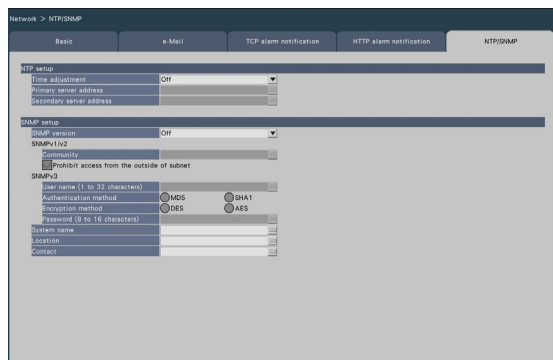 Network > NTP/SNMP
Basic e-Mail TCP alarm notification HTTP alarm notification NTP/SNMP
NTP setup
Time adjustment Off
Primary server address
Secondary server address
SNMP setup
SNMP version Off
SNMPv1/v2
Community
Prohibit access from the outside of subnet
SNMPv3
User name (1 to 32 characters)
Authentication method MD5 SHA1
Encryption method DES AES
Password (8 to 16 characters)
System name
Location
Contact